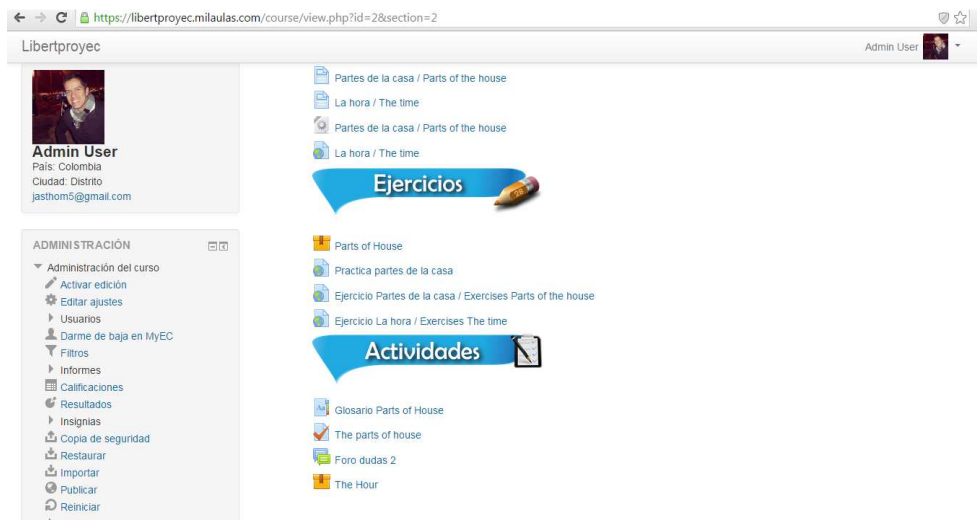 https://libertproyec.milaulas.com/course/view.php?id=2&section=2
Libertproyec
Admin User
Admin User
País: Colombia
Ciudad: Distrito
jasthom5@gmail.com
ADMINISTRACIÓN
Administración del curso
Activar edición
Editar ajustes
Usuarios
Darme de baja en MyEC
Filtros
Informes
Calificaciones
Resultados
Insignias
Copia de seguridad
Restaurar
Importar
Publicar
Reiniciar
Partes de la casa / Parts of the house
La hora / The time
Partes de la casa / Parts of the house
La hora / The time
Ejercicios
Parts of House
Practica partes de la casa
Ejercicio Partes de la casa / Exercises Parts of the house
Ejercicio La hora / Exercises The time
Actividades
Glosario Parts of House
The parts of house
Foro dudas 2
The Hour